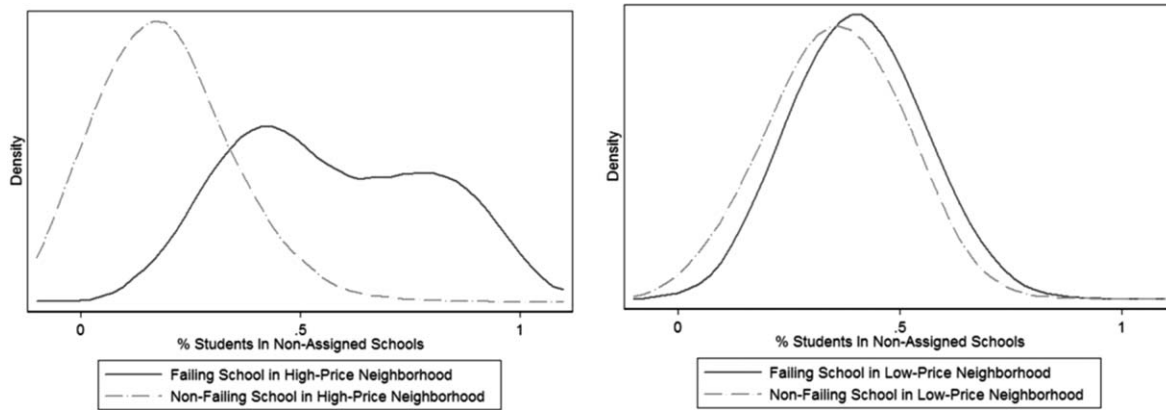 Density
0
.5
1
% Students In Non-Assigned Schools
Failing School in High-Price Neighborhood
Non-Failing School in High-Price Neighborhood
Density
0
.5
1
% Students In Non-Assigned Schools
Failing School in Low-Price Neighborhood
Non-Failing School in Low-Price Neighborhood